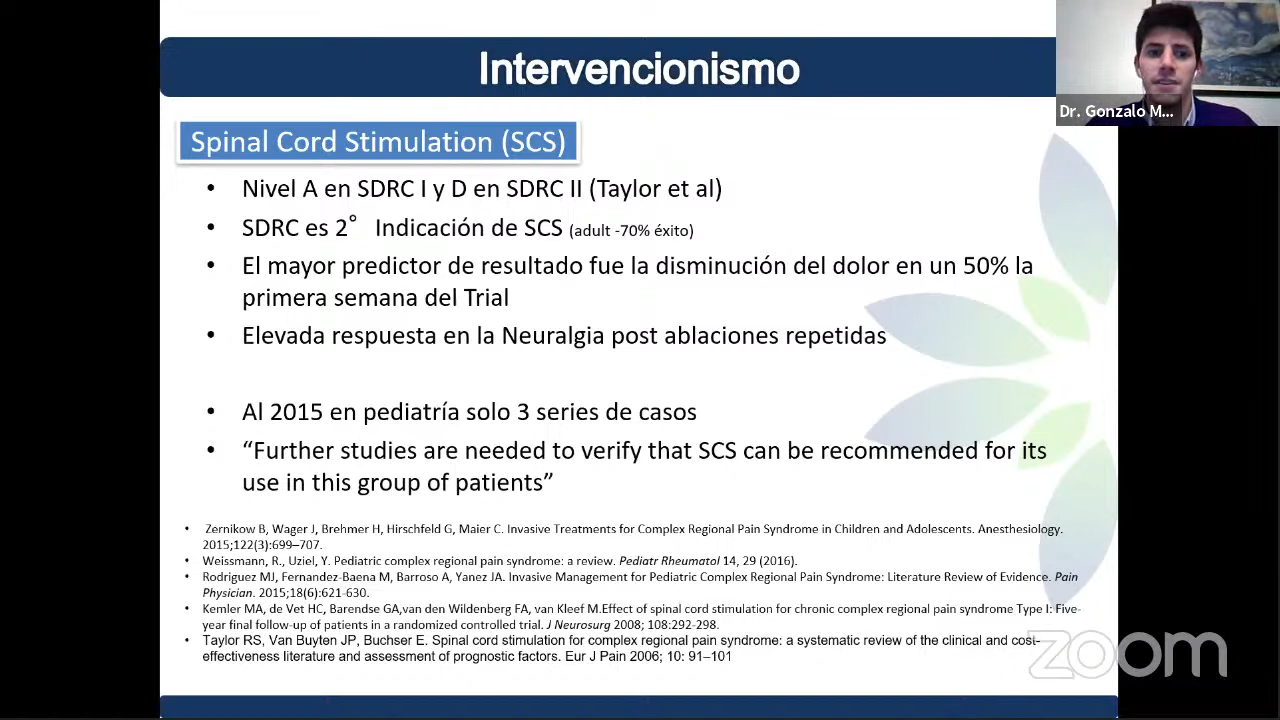 Intervencionismo
Dr. Gonzalo M...
Spinal Cord Stimulation (SCS)
• Nivel A en SDRC I y D en SDRC II (Taylor et al)
• SDRC es 2° Indicación de SCS (adult -70% éxito)
• El mayor predictor de resultado fue la disminución del dolor en un 50% la
primera semana del Trial
• Elevada respuesta en la Neuralgia post ablaciones repetidas
• Al 2015 en pediatría solo 3 series de casos
• “Further studies are needed to verify that SCS can be recommended for its
use in this group of patients”
• Zernikow B, Wager J, Brehmer H, Hirschfeld G, Maier C. Invasive Treatments for Complex Regional Pain Syndrome in Children and Adolescents. Anesthesiology.
2015;122(3):699–707.
• Weissmann, R., Uziel, Y. Pediatric complex regional pain syndrome: a review. Pediatr Rheumatol 14, 29 (2016).
• Rodriguez MJ, Fernandez-Baena M, Barroso A, Yanez JA. Invasive Management for Pediatric Complex Regional Pain Syndrome: Literature Review of Evidence. Pain
Physician. 2015;18(6):621-630.
• Kemler MA, de Vet HC, Barendse GA,van den Wildenberg FA, van Kleef M.Effect of spinal cord stimulation for chronic complex regional pain syndrome Type I: Five-
year final follow-up of patients in a randomized controlled trial. J Neurosurg 2008; 108:292-298.
• Taylor RS, Van Buyten JP, Buchser E. Spinal cord stimulation for complex regional pain syndrome: a systematic review of the clinical and cost-
effectiveness literature and assessment of prognostic factors. Eur J Pain 2006; 10: 91–101
zoom